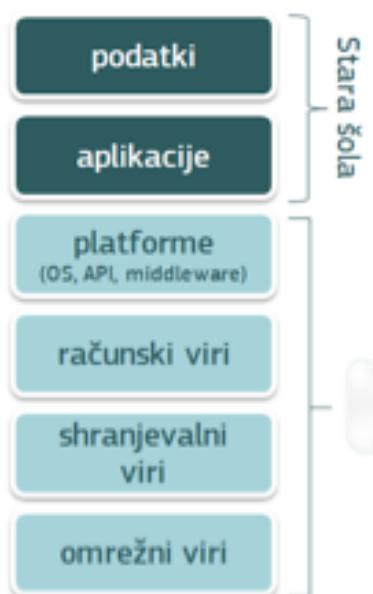 podatki
aplikacije
platforme
(OS, API, middleware)
računski viri
shranjevalni
viri
omrežni viri
Stara šola